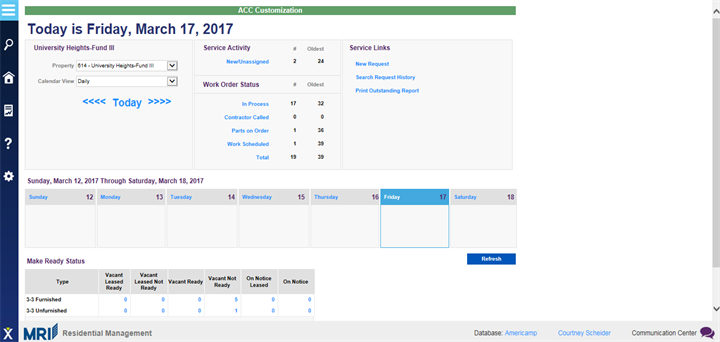 ACC Customization
Today is Friday, March 17, 2017
University Heights-Fund III
Property 614 - University Heights-Fund III
Calendar View Daily
<<<< Today >>>>
Service Activity # Oldest
New/Unassigned 2 24
Work Order Status # Oldest
In Process 17 32
Contractor Called 0 0
Parts on Order 1 36
Work Scheduled 1 39
Total 19 39
Service Links
New Request
Search Request History
Print Outstanding Report
Sunday, March 12, 2017 Through Saturday, March 18, 2017
Sunday 12 Monday 13 Tuesday 14 Wednesday 15 Thursday 16 Friday 17 Saturday 18
Make Ready Status
Refresh
Type Vacant Leased Ready Vacant Leased Not Ready Vacant Ready Vacant Not Ready On Notice Leased On Notice
3-3 Furnished 0 0 0 5 0 0
3-3 Unfurnished 0 0 0 1 0 0
MRI Residential Management
Database: Americamp Courtney Scheider Communication Center